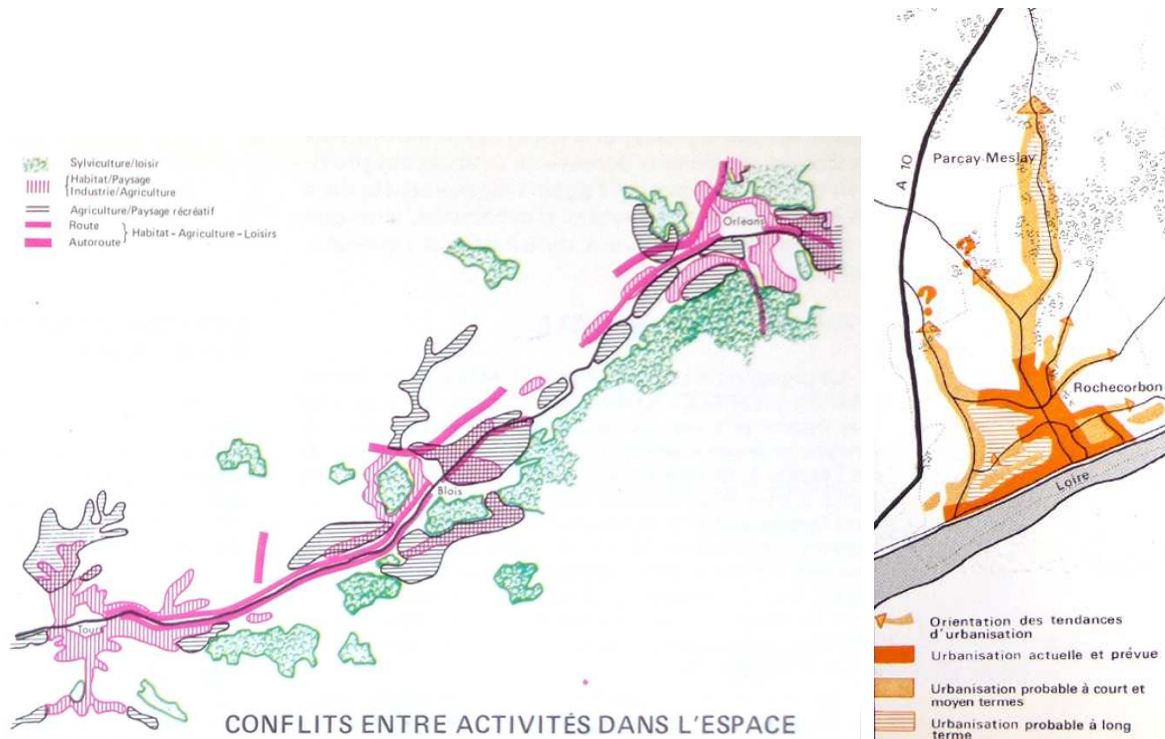 Sylviculture/loisir
Habitat/Paysage
Industrie/Agriculture
Agriculture/Paysage récréatif
Route
Autoroute
Habitat-Agriculture-Loisirs
Orléans
Blois
Tours
CONFLITS ENTRE ACTIVITÉS DANS L'ESPACE
A 10
Parcay-Meslay
?
?
Rochecorbon
Loire
Orientation des tendances
d'urbanisation
Urbanisation actuelle et prévue
Urbanisation probable à court et
moyen termes
Urbanisation probable à long
terme